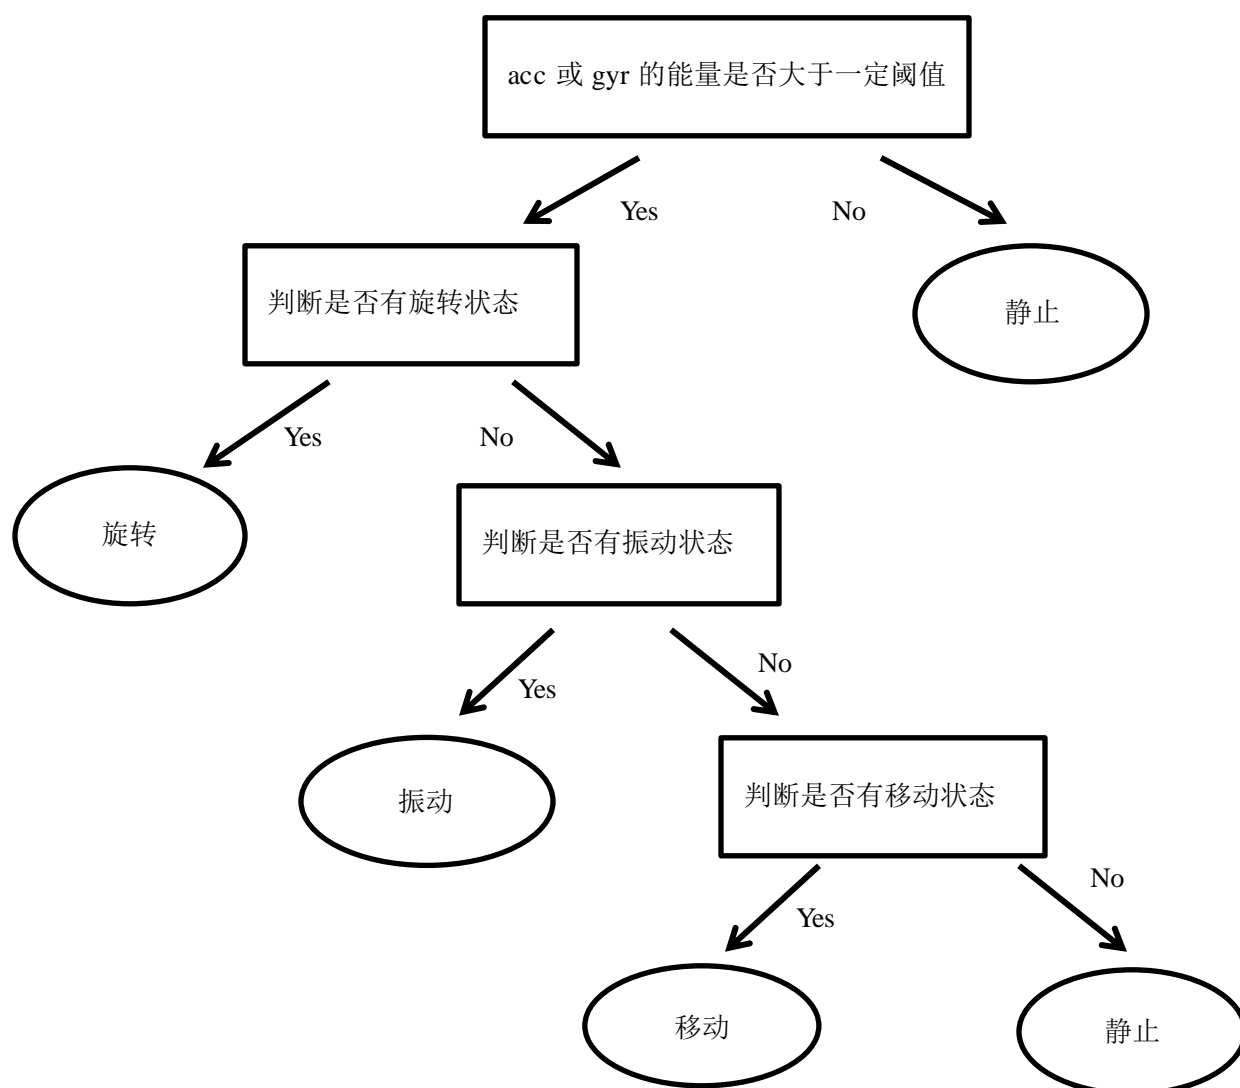 acc 或 gyr 的能量是否大于一定阈值
Yes
No
判断是否有旋转状态
静止
Yes
No
旋转
判断是否有振动状态
Yes
No
振动
判断是否有移动状态
Yes
No
移动
静止